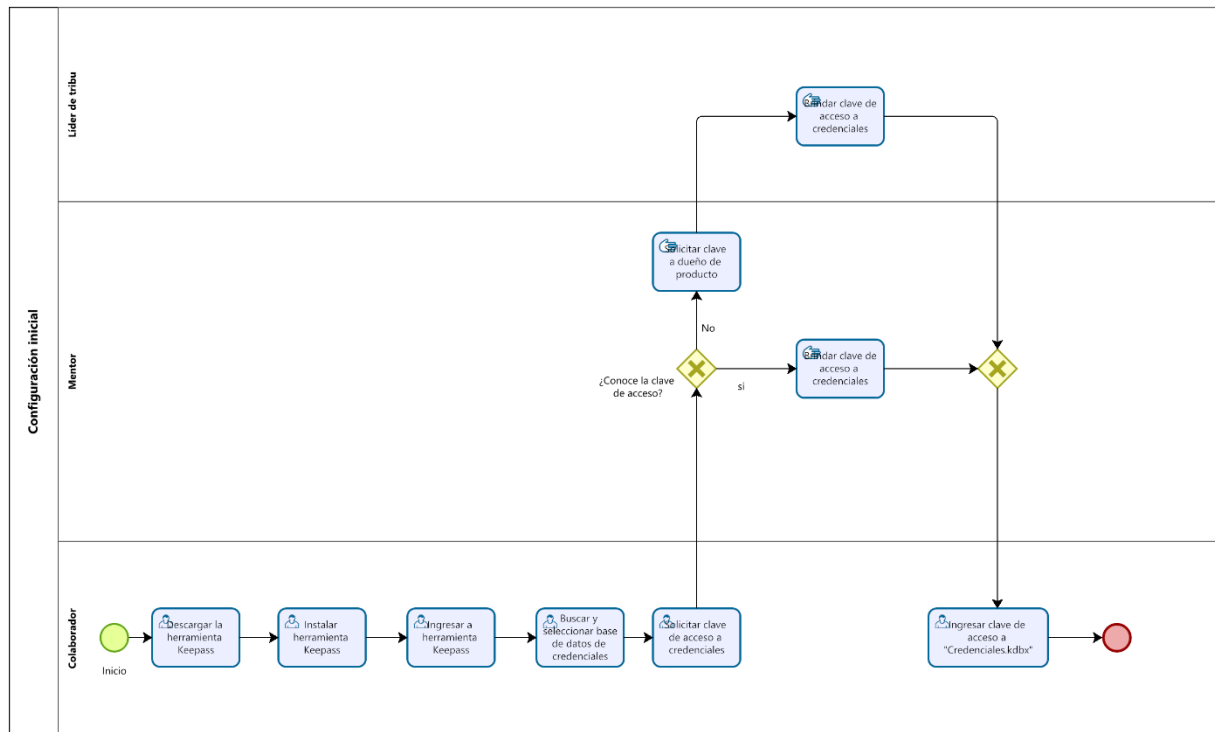 Configuración inicial
Líder de tribu
Brindar clave de
acceso a
credenciales
Mentor
Solicitar clave
a dueño de
producto
No
¿Conoce la clave
de acceso?
si
Brindar clave de
acceso a
credenciales
Colaborador
Inicio
Descargar la
herramienta
Keepass
Instalar
herramienta
Keepass
Ingresar a
herramienta
Keepass
Buscar y
seleccionar base
de datos de
credenciales
Solicitar clave
de acceso a
credenciales
Ingresar clave de
acceso a
"Credenciales.kdbx"